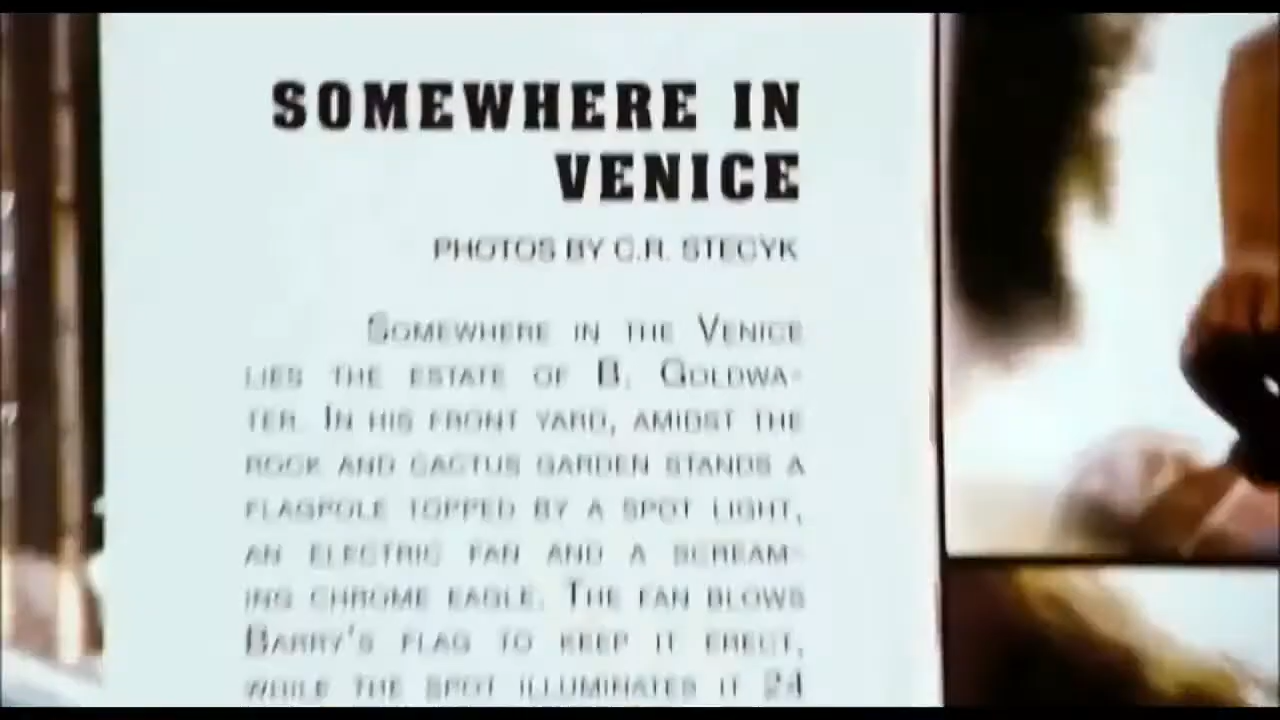 SOMEWHERE IN
VENICE
PHOTOS BY C.R. STECYK
SOMEWHERE IN THE VENICE
LIES THE ESTATE OF B. GOLDWA-
TER. IN HIS FRONT YARD, AMIDST THE
ROCK AND CACTUS GARDEN STANDS A
FLAGPOLE TOPPED BY A SPOT LIGHT,
AN ELECTRIC FAN AND A SCREAM-
ING CHROME EAGLE. THE FAN BLOWS
BARRY'S FLAG TO KEEP IT ERECT,
WHILE THE SPOT ILLUMINATES IT 24